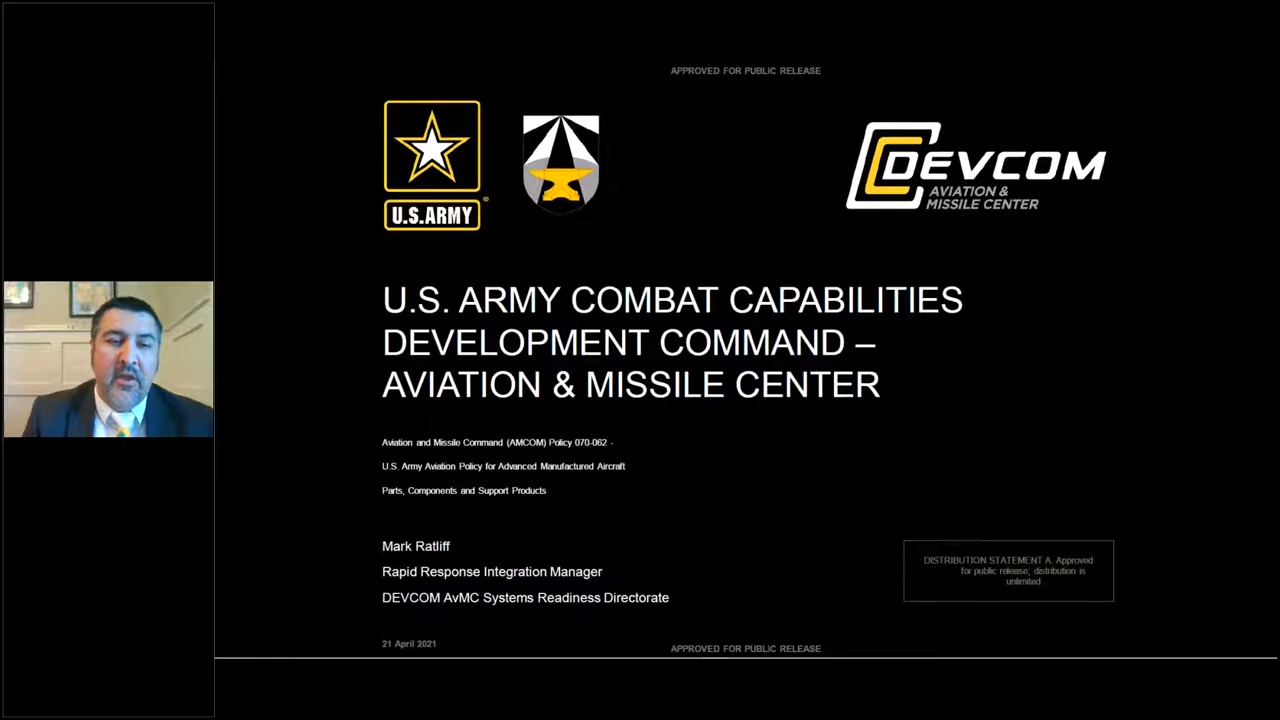 APPROVED FOR PUBLIC RELEASE
U.S.ARMY
®
DEVCOM
AVIATION &
MISSILE CENTER
U.S. ARMY COMBAT CAPABILITIES
DEVELOPMENT COMMAND –
AVIATION & MISSILE CENTER
Aviation and Missile Command (AMCOM) Policy 070-062 -
U.S. Army Aviation Policy for Advanced Manufactured Aircraft
Parts, Components and Support Products
Mark Ratliff
Rapid Response Integration Manager
DEVCOM AvMC Systems Readiness Directorate
DISTRIBUTION STATEMENT A. Approved
for public release; distribution is
unlimited
21 April 2021
APPROVED FOR PUBLIC RELEASE